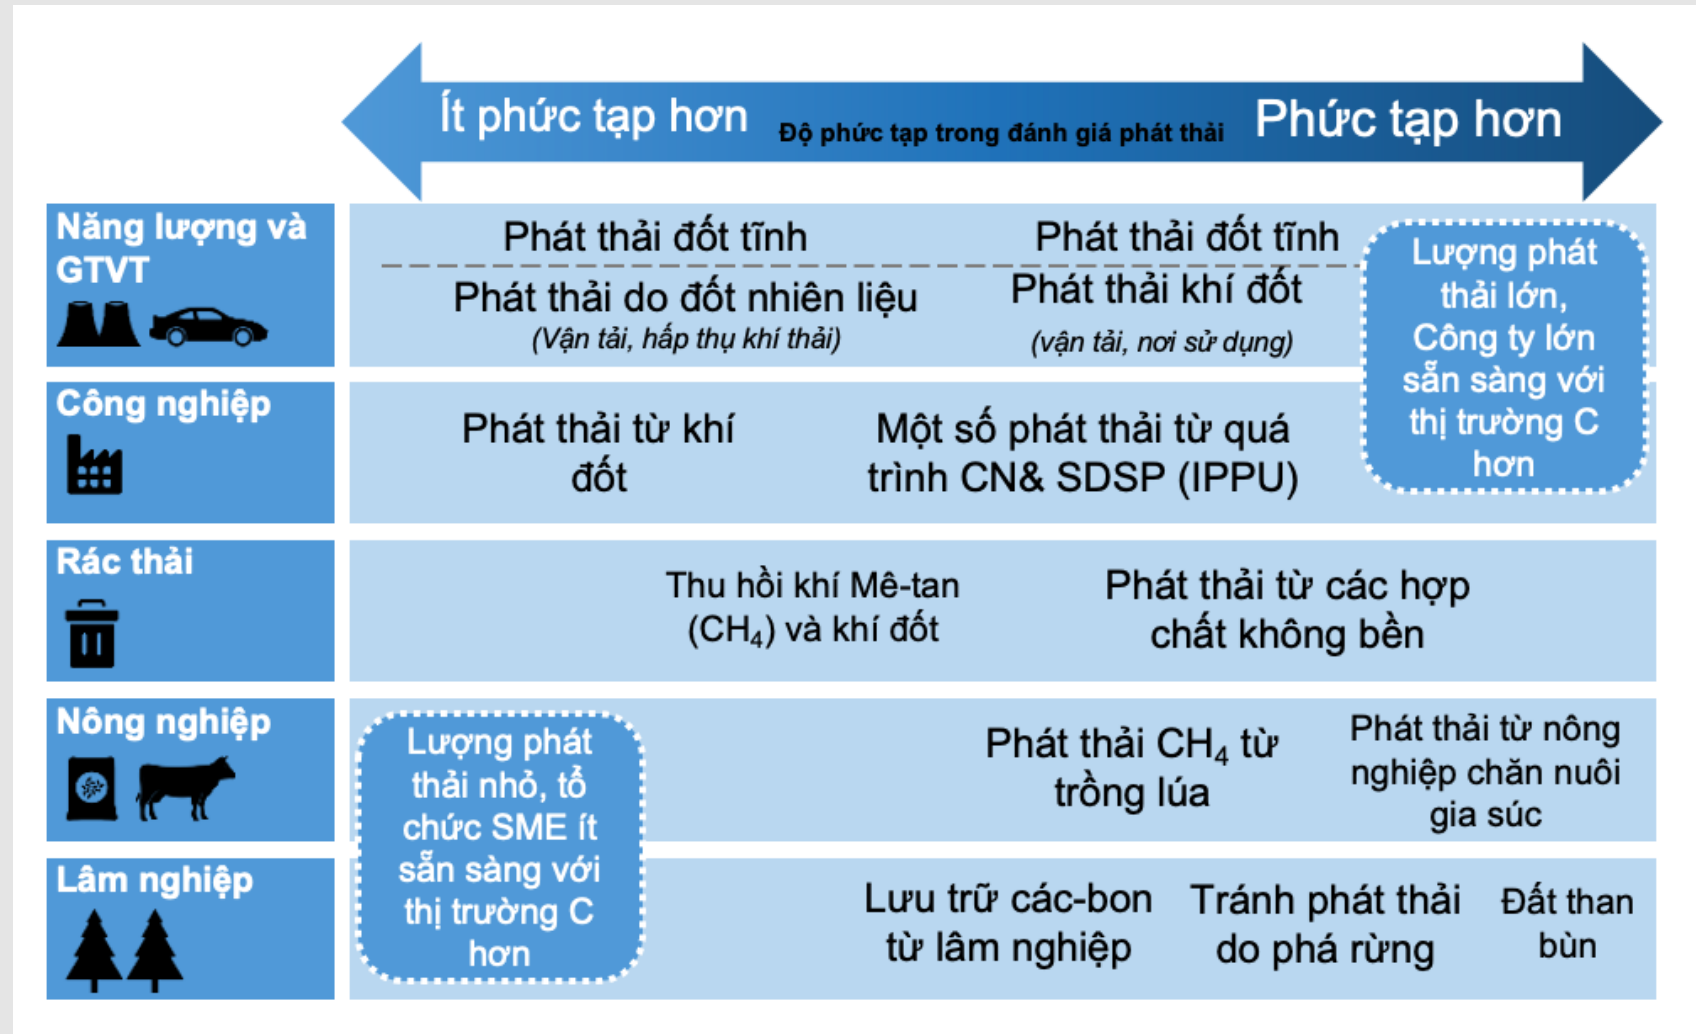 Ít phức tạp hơn
Độ phức tạp trong đánh giá phát thải
Phức tạp hơn
Năng lượng và
GTVT
Phát thải đốt tĩnh
Phát thải do đốt nhiên liệu
(Vận tải, hấp thụ khí thải)
Phát thải đốt tĩnh
Phát thải khí đốt
(vận tải, nơi sử dụng)
Lượng phát
thải lớn,
Công ty lớn
sẵn sàng với
thị trường C
hơn
Công nghiệp
Phát thải từ khí
đốt
Một số phát thải từ quá
trình CN& SDSP (IPPU)
Rác thải
Thu hồi khí Mê-tan
(CH₄) và khí đốt
Phát thải từ các hợp
chất không bền
Nông nghiệp
Lượng phát
thải nhỏ, tổ
chức SME ít
sẵn sàng với
thị trường C
hơn
Phát thải CH₄ từ
trồng lúa
Phát thải từ nông
nghiệp chăn nuôi
gia súc
Lâm nghiệp
Lưu trữ các-bon
từ lâm nghiệp
Tránh phát thải
do phá rừng
Đất than
bùn